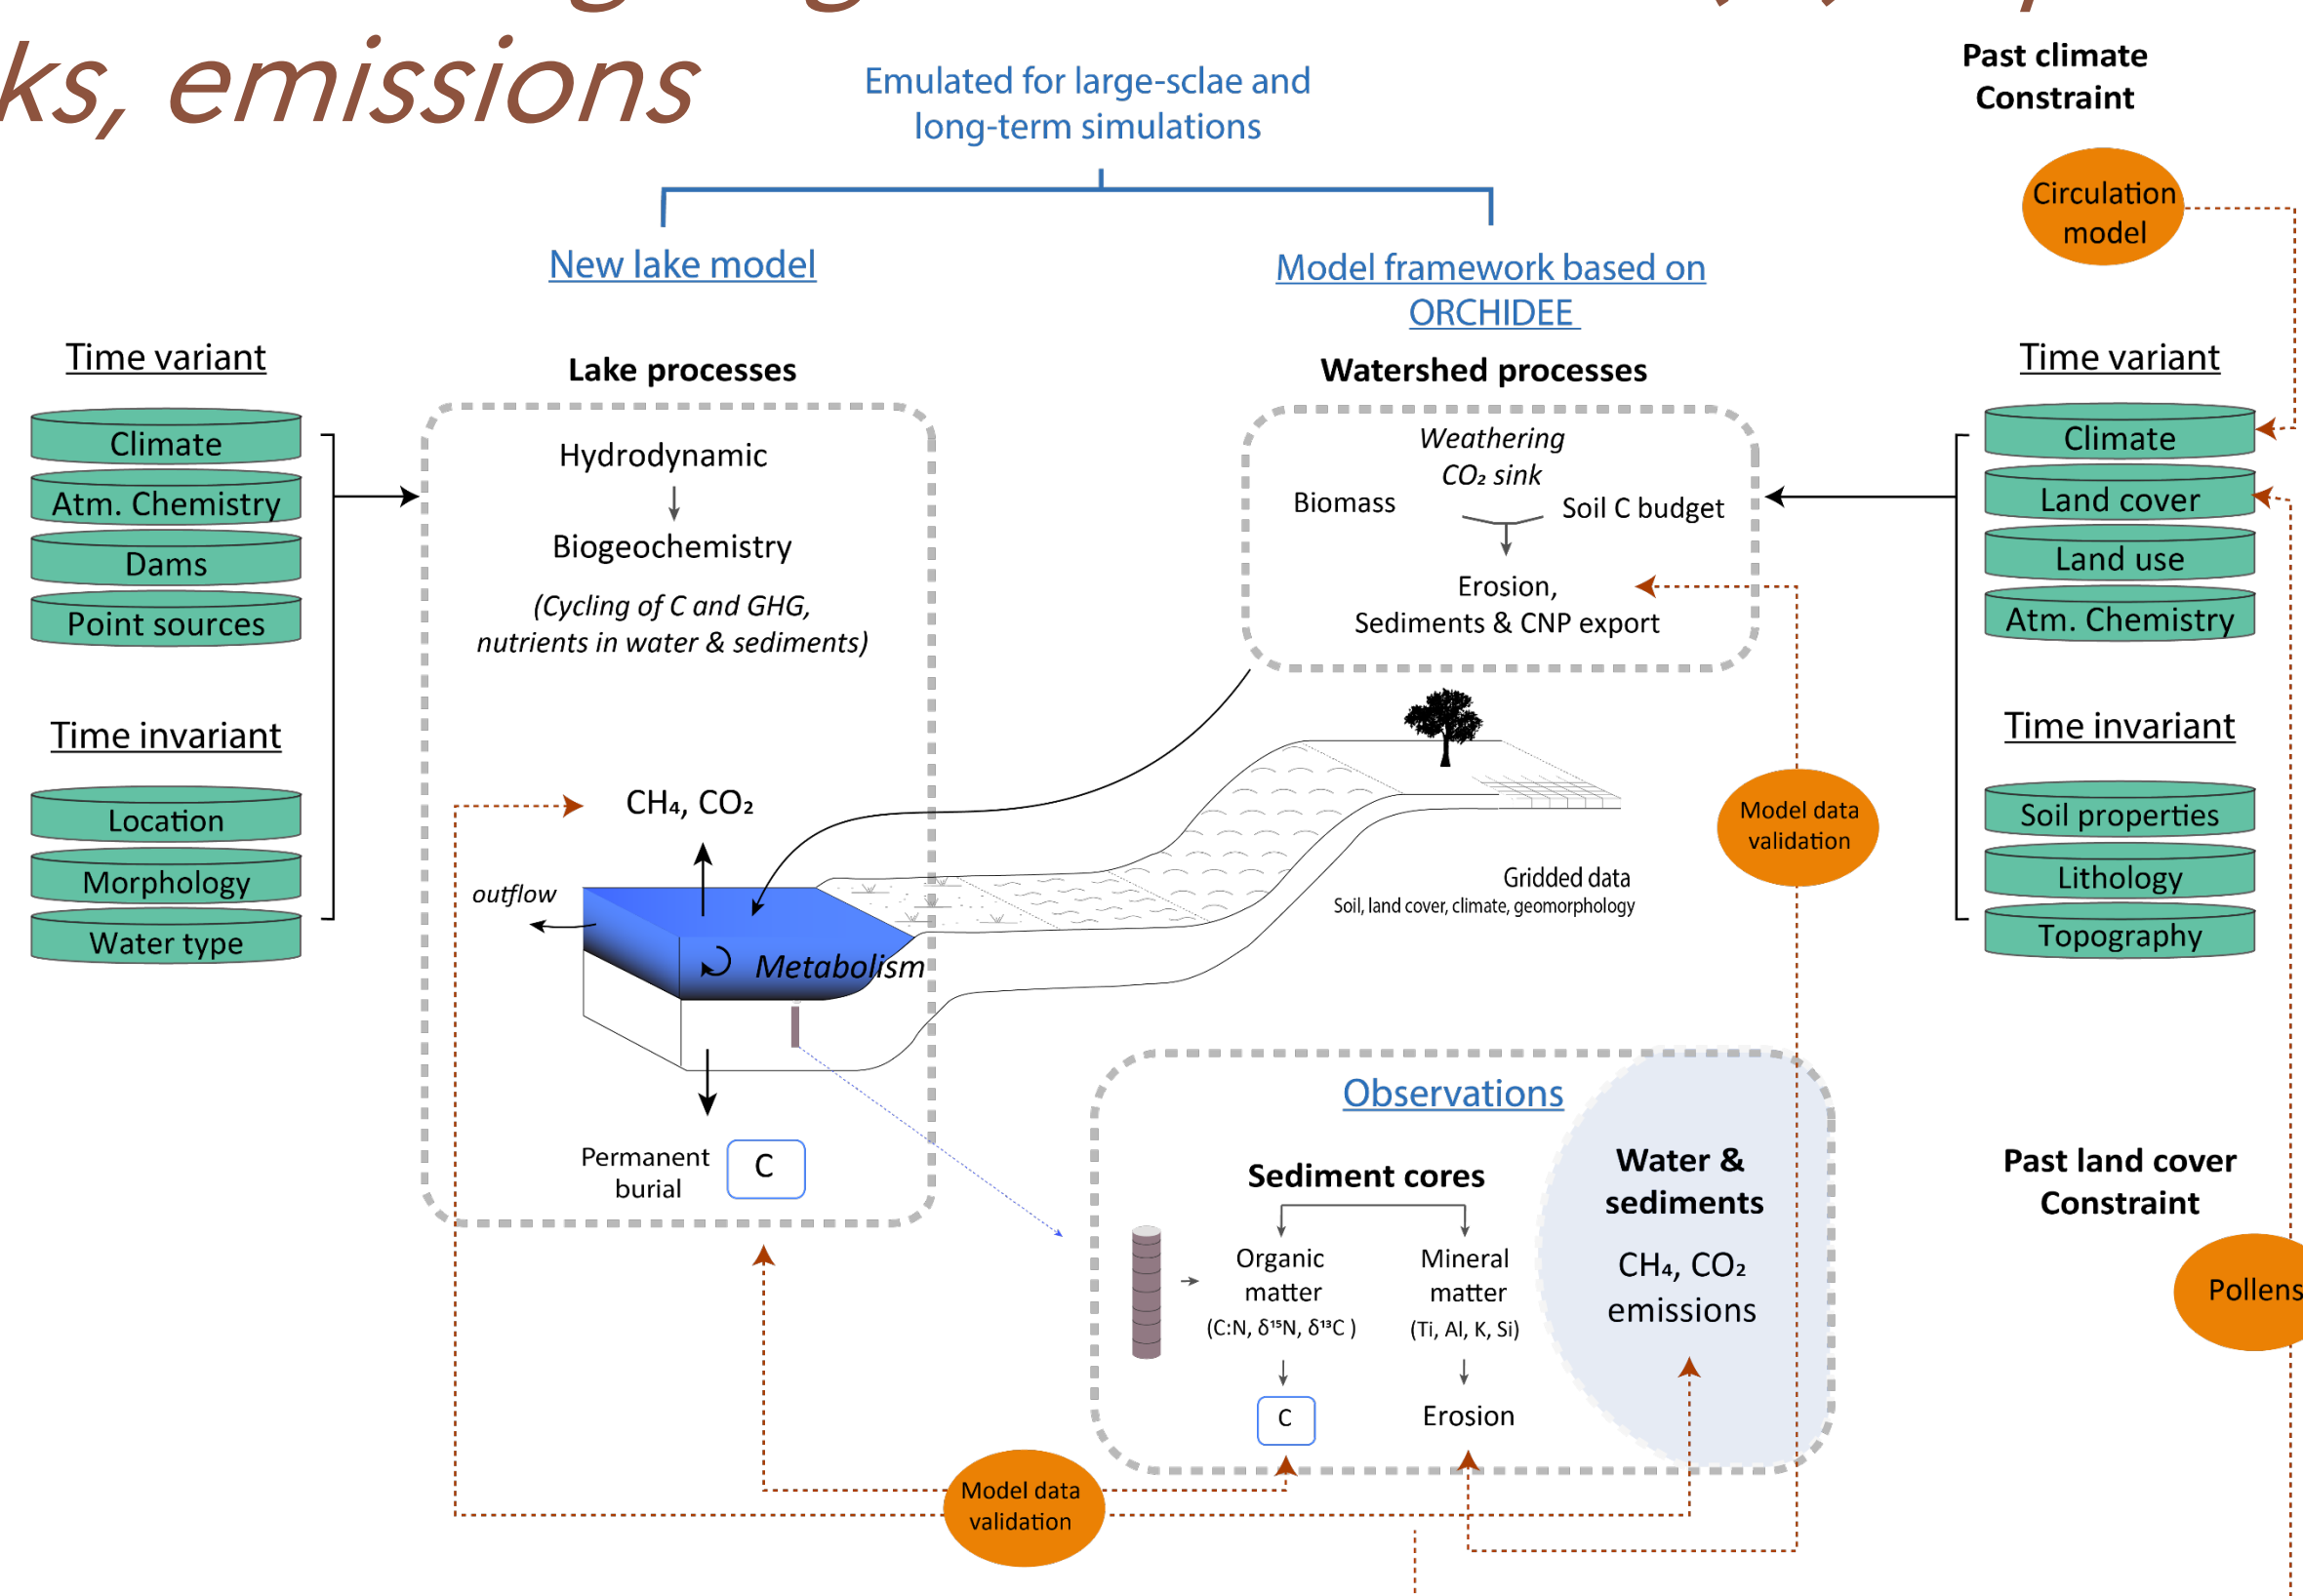 ks, emissions
Emulated for large-sclae and
long-term simulations
Past climate
Constraint
Circulation
model
New lake model
Model framework based on
ORCHIDEE
Time variant
Climate
Atm. Chemistry
Dams
Point sources
Time invariant
Location
Morphology
Water type
Lake processes
Hydrodynamic
Biogeochemistry
(Cycling of C and GHG,
nutrients in water & sediments)
CH₄, CO₂
outflow
Metabolism
Permanent
burial
C
Watershed processes
Weathering
CO₂ sink
Biomass
Soil C budget
Erosion,
Sediments & CNP export
Gridded data
Soil, land cover, climate, geomorphology
Model data
validation
Time variant
Climate
Land cover
Land use
Atm. Chemistry
Time invariant
Soil properties
Lithology
Topography
Observations
Sediment cores
Organic
matter
(C:N, δ¹⁵N, δ¹³C )
C
Mineral
matter
(Ti, Al, K, Si)
Erosion
Water &
sediments
CH₄, CO₂
emissions
Past land cover
Constraint
Pollens
Model data
validation